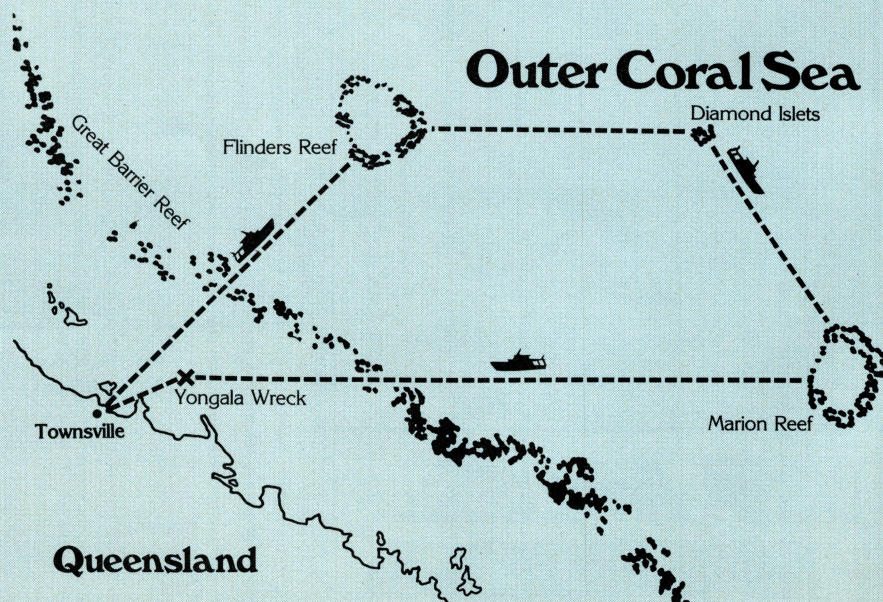 Outer Coral Sea
Diamond Islets
Flinders Reef
Great Barrier Reef
Yongala Wreck
Marion Reef
Townsville
Queensland